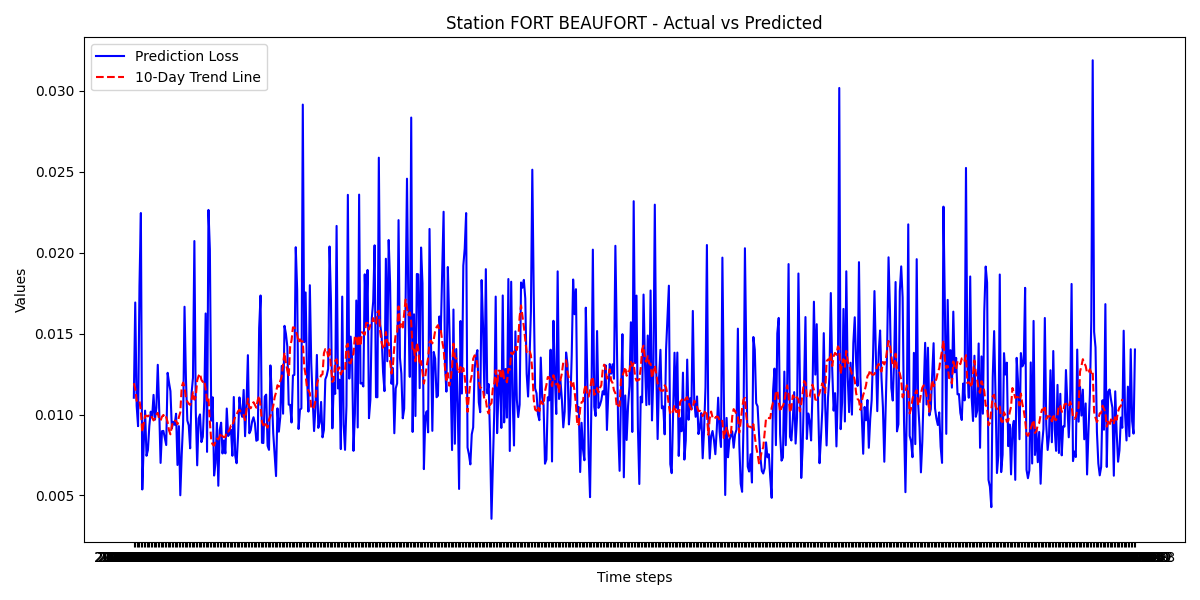 Station FORT BEAUFORT - Actual vs Predicted
Prediction Loss
10-Day Trend Line
0.030
0.025
0.020
0.015
0.010
0.005
Values
Time steps